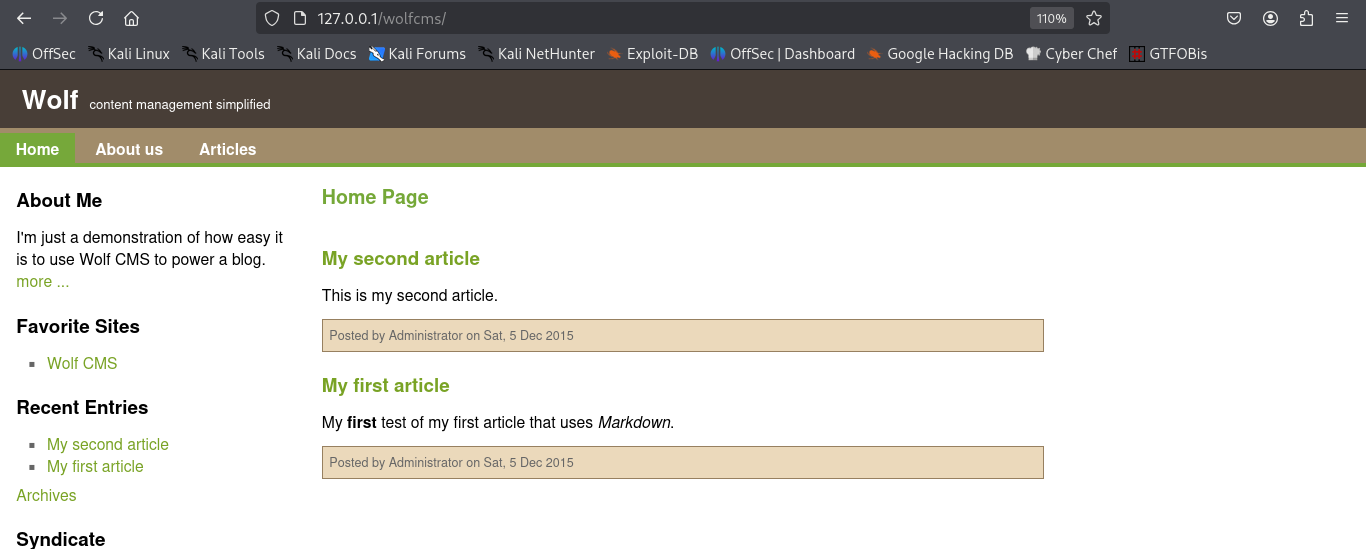 127.0.0.1/wolfcms/
110%
OffSec Kali Linux Kali Tools Kali Docs Kali Forums Kali NetHunter Exploit-DB OffSec | Dashboard Google Hacking DB Cyber Chef GTFOBis
Wolf content management simplified
Home About us Articles
About Me
I'm just a demonstration of how easy it
is to use Wolf CMS to power a blog.
more ...
Favorite Sites
Wolf CMS
Recent Entries
My second article
My first article
Archives
Syndicate
Home Page
My second article
This is my second article.
Posted by Administrator on Sat, 5 Dec 2015
My first article
My first test of my first article that uses Markdown.
Posted by Administrator on Sat, 5 Dec 2015